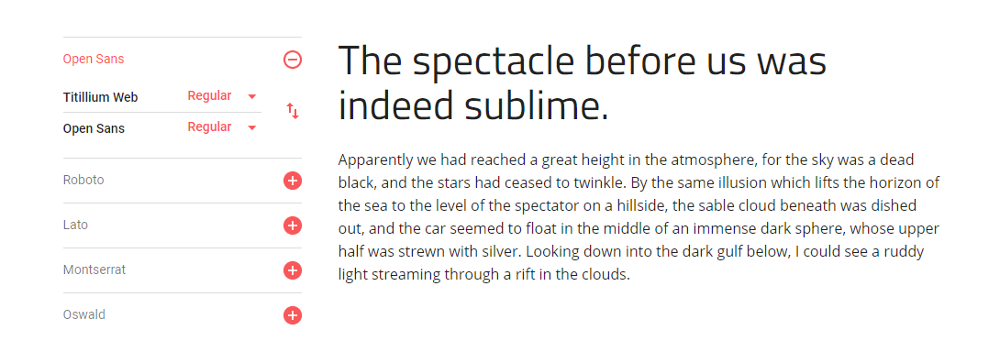 Open Sans
Titillium Web Regular
Open Sans Regular
Roboto
Lato
Montserrat
Oswald
The spectacle before us was
indeed sublime.
Apparently we had reached a great height in the atmosphere, for the sky was a dead
black, and the stars had ceased to twinkle. By the same illusion which lifts the horizon of
the sea to the level of the spectator on a hillside, the sable cloud beneath was dished
out, and the car seemed to float in the middle of an immense dark sphere, whose upper
half was strewn with silver. Looking down into the dark gulf below, I could see a ruddy
light streaming through a rift in the clouds.